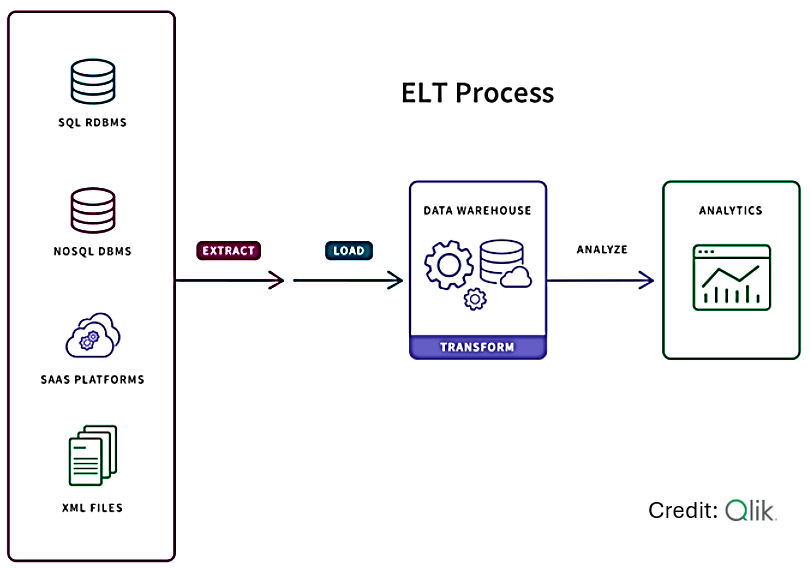 ELT Process
SQL RDBMS
NOSQL DBMS
SAAS PLATFORMS
XML FILES
EXTRACT
LOAD
DATA WAREHOUSE
TRANSFORM
ANALYZE
ANALYTICS
Credit: Qlik